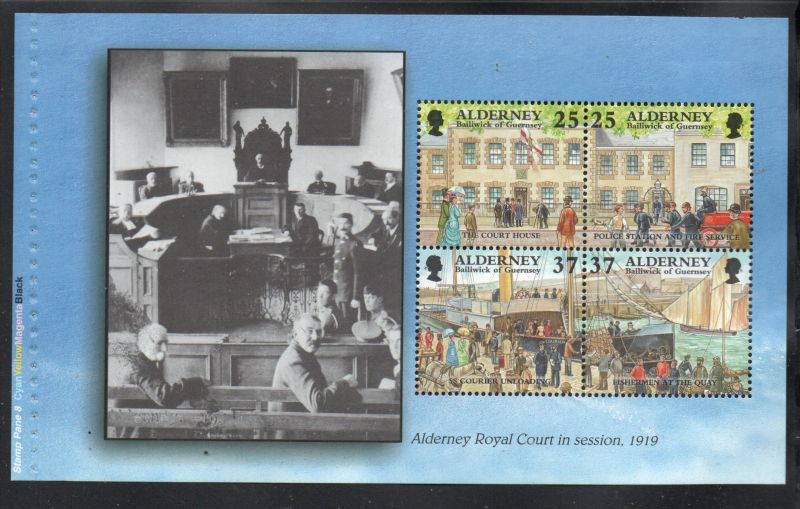 Stamp Pane 8 CyanYellowMagentaBlack
ALDERNEY 25
Bailiwick of Guernsey
THE COURT HOUSE
25 ALDERNEY
Bailiwick of Guernsey
POLICE STATION AND FIRE SERVICE
ALDERNEY
Bailiwick of Guernsey 37
SS COURIER UNLOADING
ALDERNEY
37 Bailiwick of Guernsey
FISHERMEN AT THE QUAY
Alderney Royal Court in session, 1919